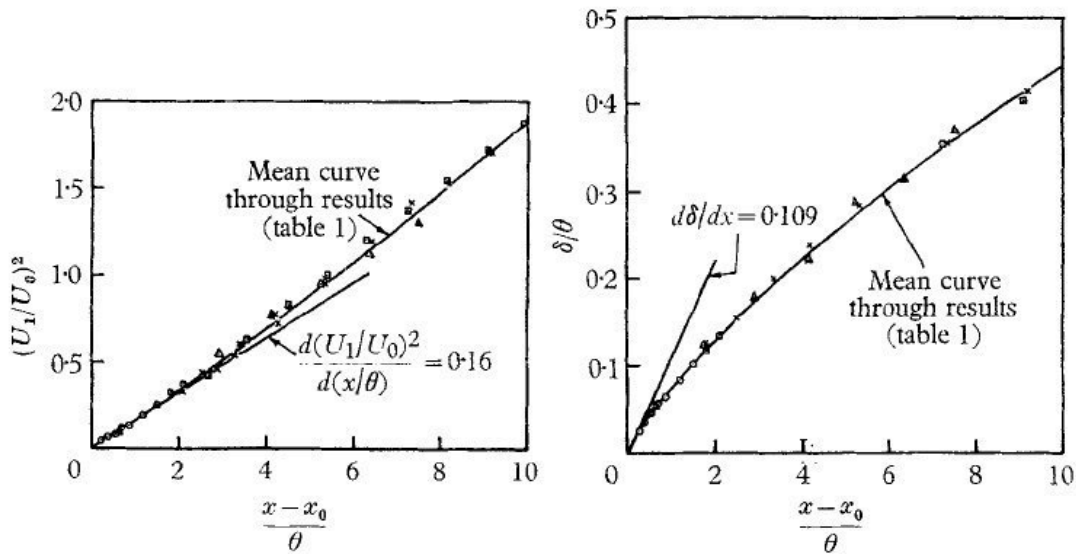 2·0
1·5
1·0
0·5
0
2
4
6
8
10
(U₁/U₀)²
x − x₀
θ
Mean curve
through results
(table 1)
d(U₁/U₀)²
d(x/θ)
= 0·16
0·5
0·4
0·3
0·2
0·1
0
2
4
6
8
10
δ/θ
x − x₀
θ
dδ/dx = 0·109
Mean curve
through results
(table 1)